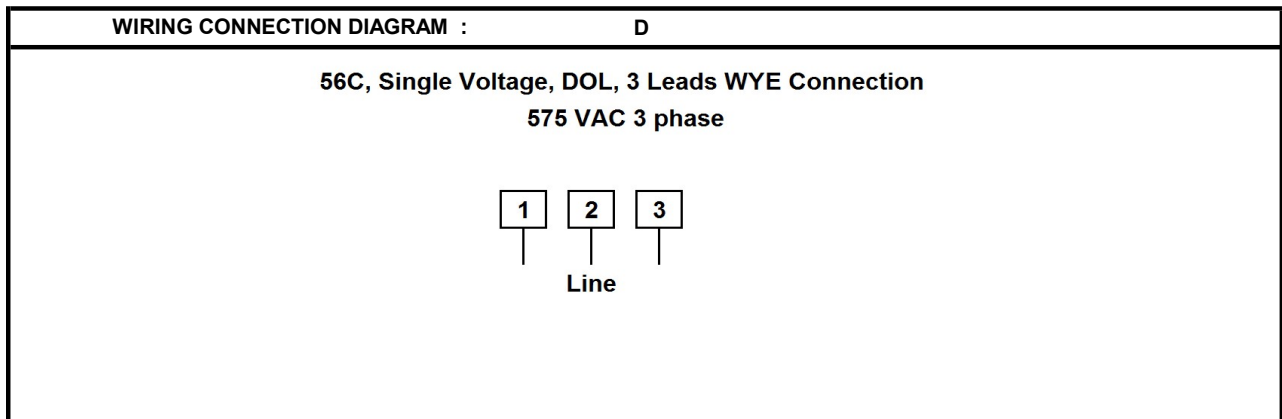 WIRING CONNECTION DIAGRAM : D
56C, Single Voltage, DOL, 3 Leads WYE Connection
575 VAC 3 phase
1 2 3
Line